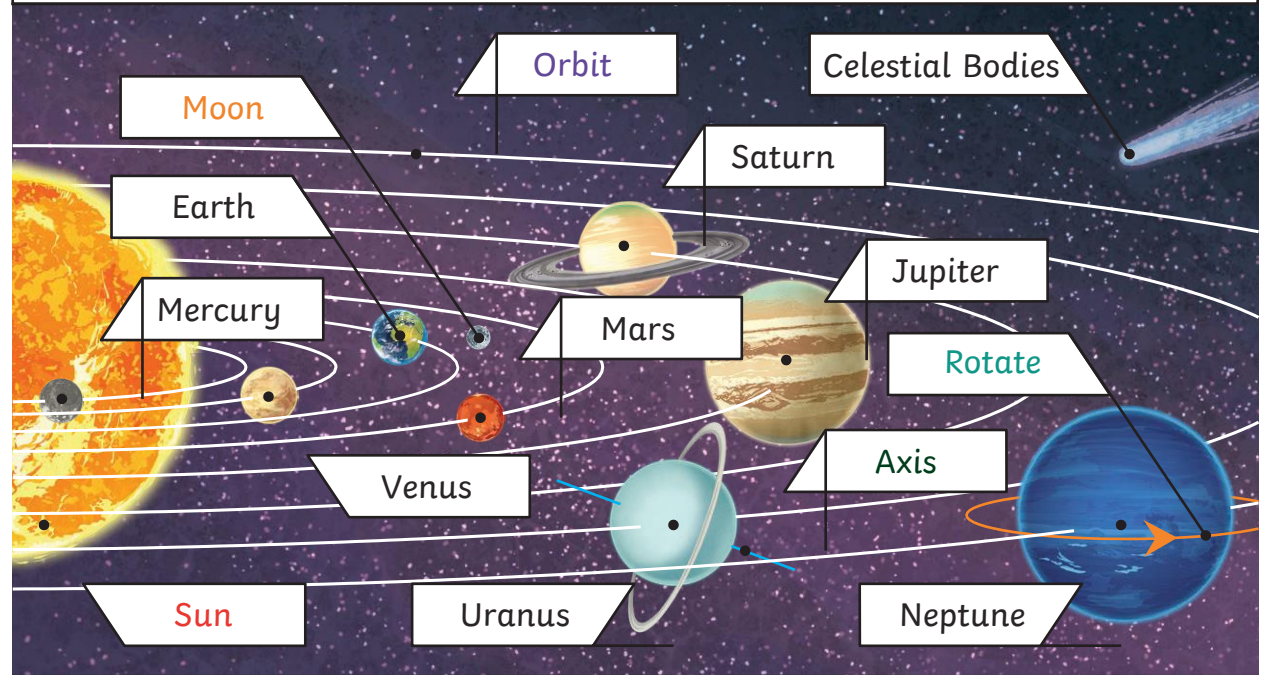 Orbit
Celestial Bodies
Moon
Saturn
Earth
Jupiter
Mercury
Mars
Rotate
Axis
Venus
Sun
Uranus
Neptune